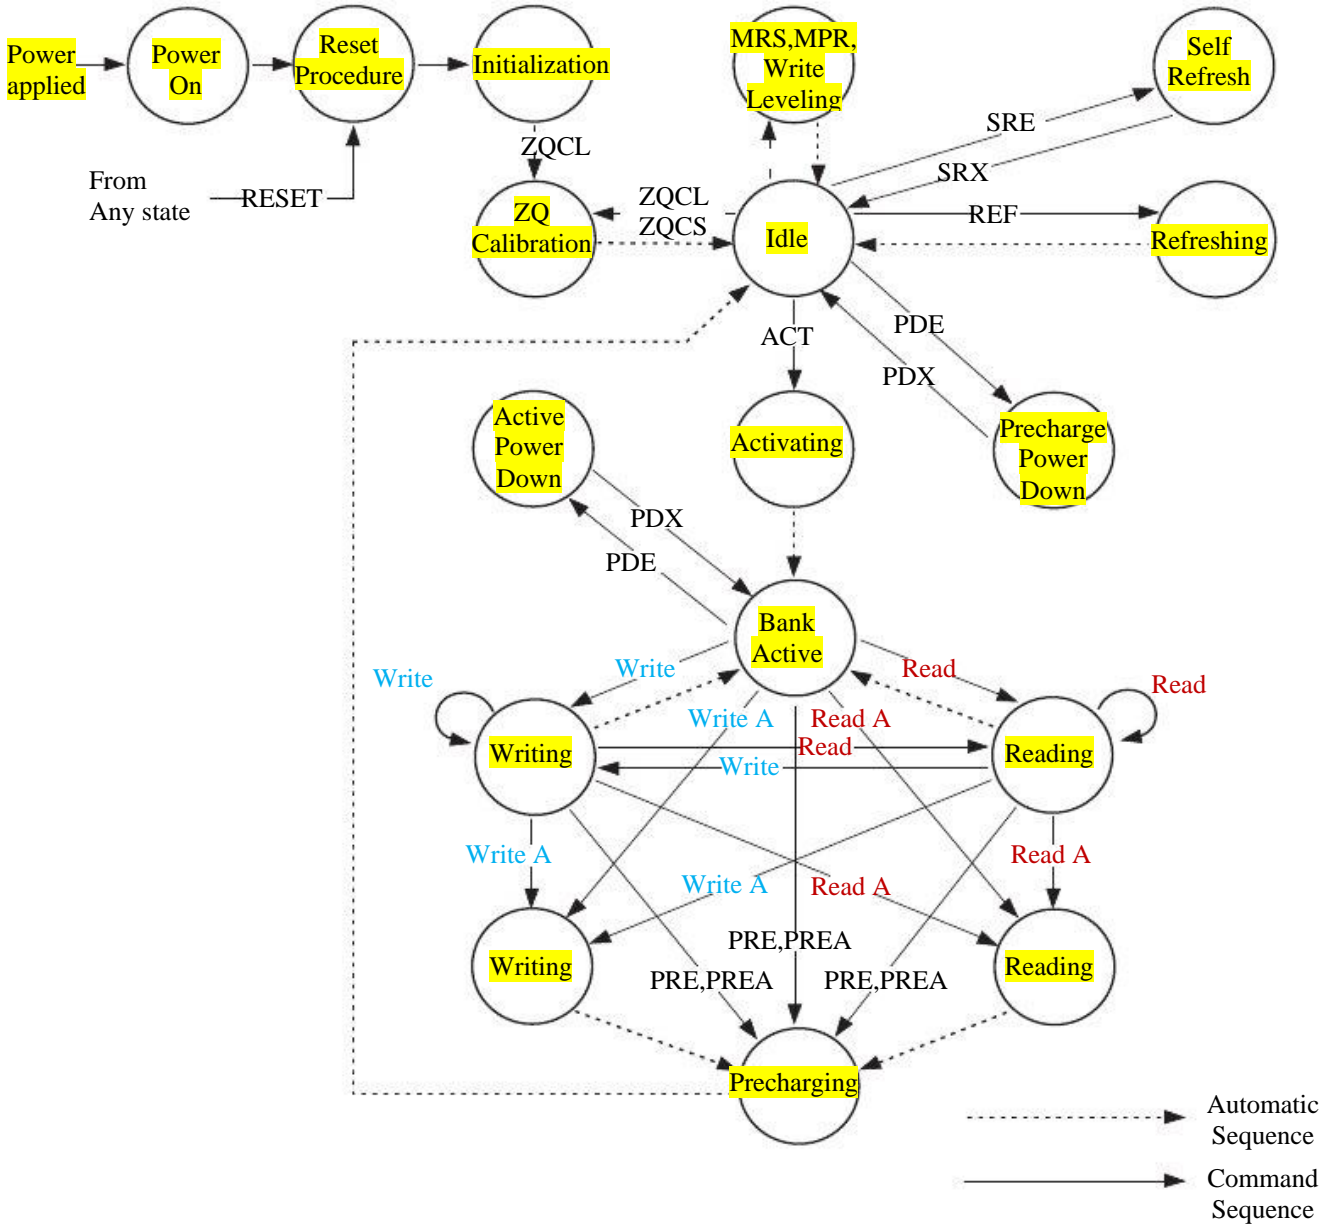 Power
applied
Power
On
Reset
Procedure
Initialization
MRS,MPR,
Write
Leveling
Self
Refresh
From
Any state
RESET
ZQCL
SRE
SRX
ZQ
Calibration
ZQCL
ZQCS
Idle
REF
Refreshing
ACT
PDE
PDX
Active
Power
Down
Activating
Precharge
Power
Down
PDX
PDE
Bank
Active
Write
Write
Read
Read
Write A
Read A
Writing
Read
Write
Reading
Write A
Read A
Write A
Read A
Writing
PRE,PREA
PRE,PREA
PRE,PREA
Reading
Precharging
Automatic
Sequence
Command
Sequence